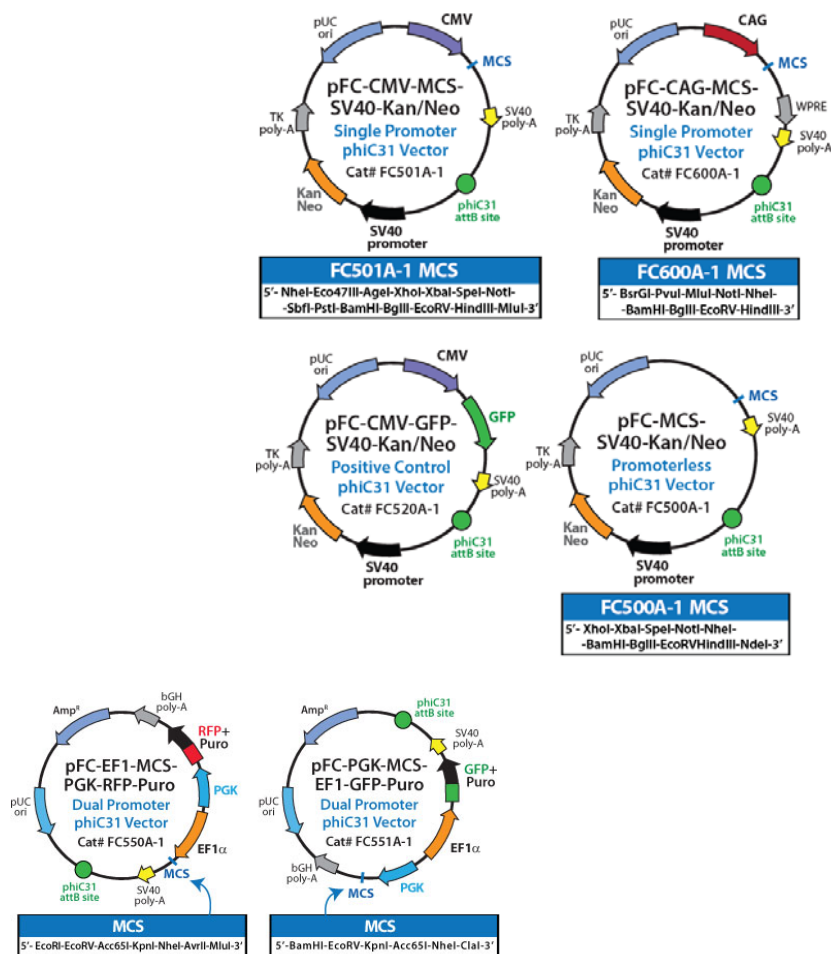 pUC
ori
CMV
MCS
pFC-CMV-MCS-
SV40-Kan/Neo
Single Promoter
phiC31 Vector
Cat# FC501A-1
TK
poly-A
SV40
poly-A
Kan
Neo
phiC31
attB site
SV40
promoter
FC501A-1 MCS
5'- NheI-Eco47III-AgeI-XhoI-XbaI-SpeI-NotI-
-SbfI-PstI-BamHI-BglII-EcoRV-HindIII-MluI-3'
pUC
ori
CAG
MCS
pFC-CAG-MCS-
SV40-Kan/Neo
Single Promoter
phiC31 Vector
Cat# FC600A-1
WPRE
TK
poly-A
SV40
poly-A
Kan
Neo
phiC31
attB site
SV40
promoter
FC600A-1 MCS
5'- BsrGI-PvuI-MluI-NotI-NheI-
-BamHI-BglII-EcoRV-HindIII-3'
pUC
ori
CMV
GFP
pFC-CMV-GFP-
SV40-Kan/Neo
Positive Control
phiC31 Vector
Cat# FC520A-1
TK
poly-A
SV40
poly-A
Kan
Neo
phiC31
attB site
SV40
promoter
pUC
ori
MCS
SV40
poly-A
pFC-MCS-
SV40-Kan/Neo
Promoterless
phiC31 Vector
Cat# FC500A-1
TK
poly-A
Kan
Neo
phiC31
attB site
SV40
promoter
FC500A-1 MCS
5'- XhoI-XbaI-SpeI-NotI-NheI-
-BamHI-BglII-EcoRVHindIII-NdeI-3'
bGH
poly-A
AmpR
RFP+
Puro
pFC-EF1-MCS-
PGK-RFP-Puro
Dual Promoter
phiC31 Vector
Cat# FC550A-1
PGK
pUC
ori
EF1α
phiC31
attB site
SV40
poly-A
MCS
MCS
5'- EcoRI-EcoRV-Acc65I-KpnI-NheI-AvrII-MluI-3'
AmpR
phiC31
attB site
SV40
poly-A
GFP+
Puro
pFC-PGK-MCS-
EF1-GFP-Puro
Dual Promoter
phiC31 Vector
Cat# FC551A-1
pUC
ori
EF1α
bGH
poly-A
MCS
PGK
MCS
5'-BamHI-EcoRV-KpnI-Acc65I-NheI-ClaI-3'